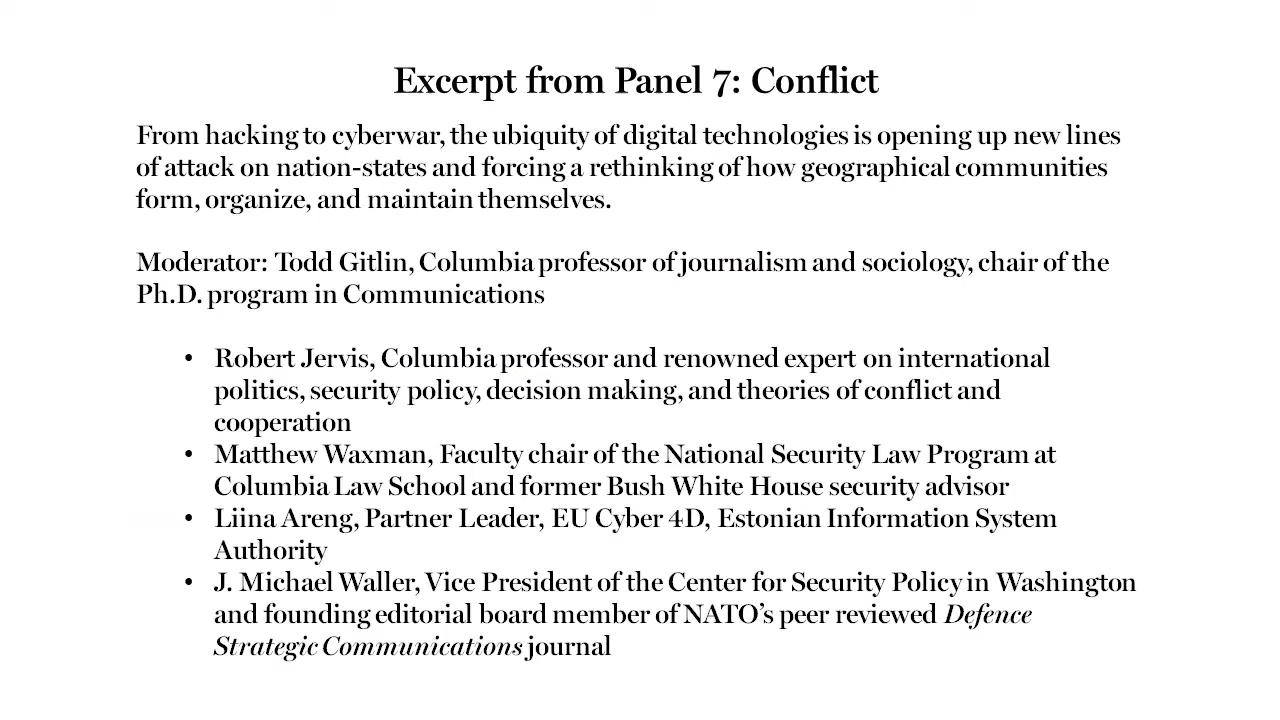 Excerpt from Panel 7: Conflict
From hacking to cyberwar, the ubiquity of digital technologies is opening up new lines
of attack on nation-states and forcing a rethinking of how geographical communities
form, organize, and maintain themselves.
Moderator: Todd Gitlin, Columbia professor of journalism and sociology, chair of the
Ph.D. program in Communications
• Robert Jervis, Columbia professor and renowned expert on international
politics, security policy, decision making, and theories of conflict and
cooperation
• Matthew Waxman, Faculty chair of the National Security Law Program at
Columbia Law School and former Bush White House security advisor
• Liina Areng, Partner Leader, EU Cyber 4D, Estonian Information System
Authority
• J. Michael Waller, Vice President of the Center for Security Policy in Washington
and founding editorial board member of NATO’s peer reviewed Defence
Strategic Communications journal